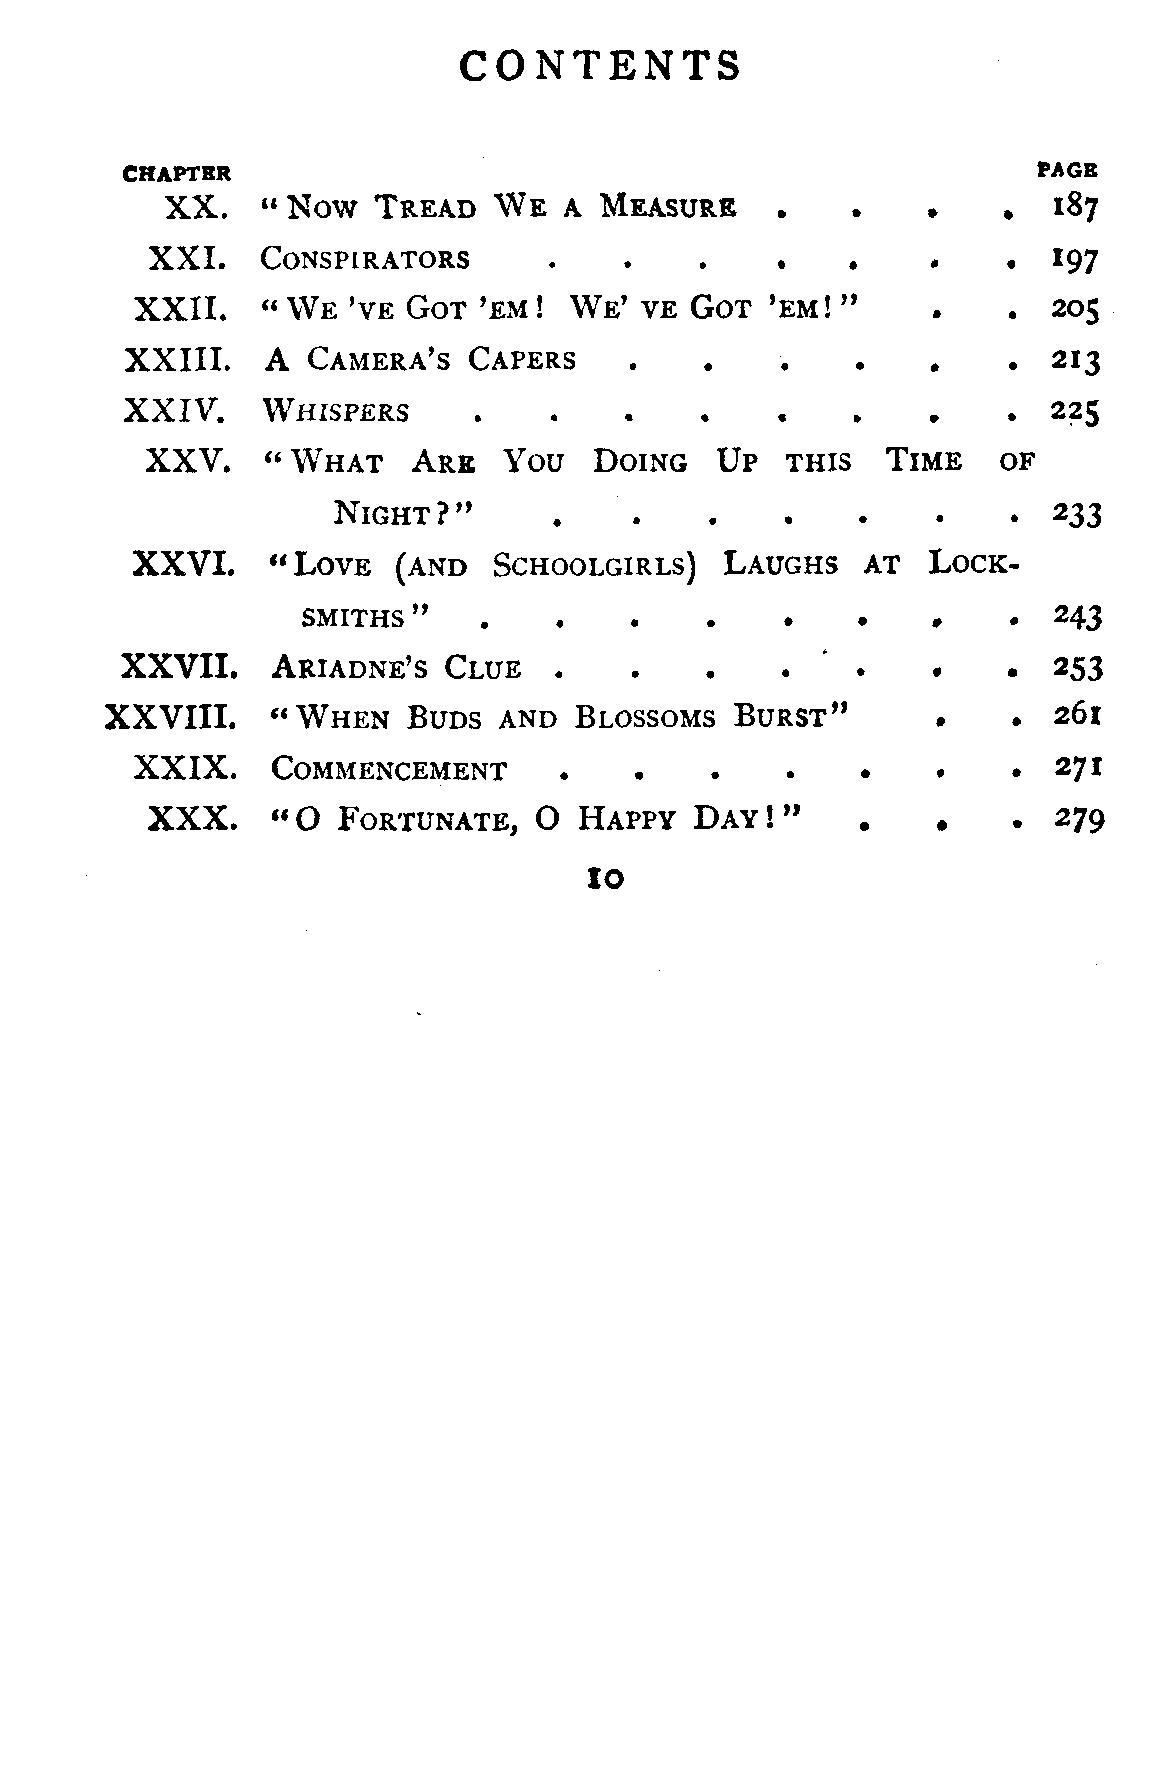 CONTENTS
CHAPTER PAGE
XX. "Now Tread We a Measure . . . . 187
XXI. Conspirators . . . . . . . 197
XXII. "We 've Got 'em! We' ve Got 'em!" . . 205
XXIII. A Camera's Capers . . . . . . 213
XXIV. Whispers . . . . . . . . 225
XXV. "What Are You Doing Up this Time of
Night?" . . . . . . . 233
XXVI. "Love (and Schoolgirls) Laughs at Lock-
smiths" . . . . . . . . 243
XXVII. Ariadne's Clue . . . . . . . 253
XXVIII. "When Buds and Blossoms Burst" . . 261
XXIX. Commencement . . . . . . . 271
XXX. "O Fortunate, O Happy Day!" . . . 279
10